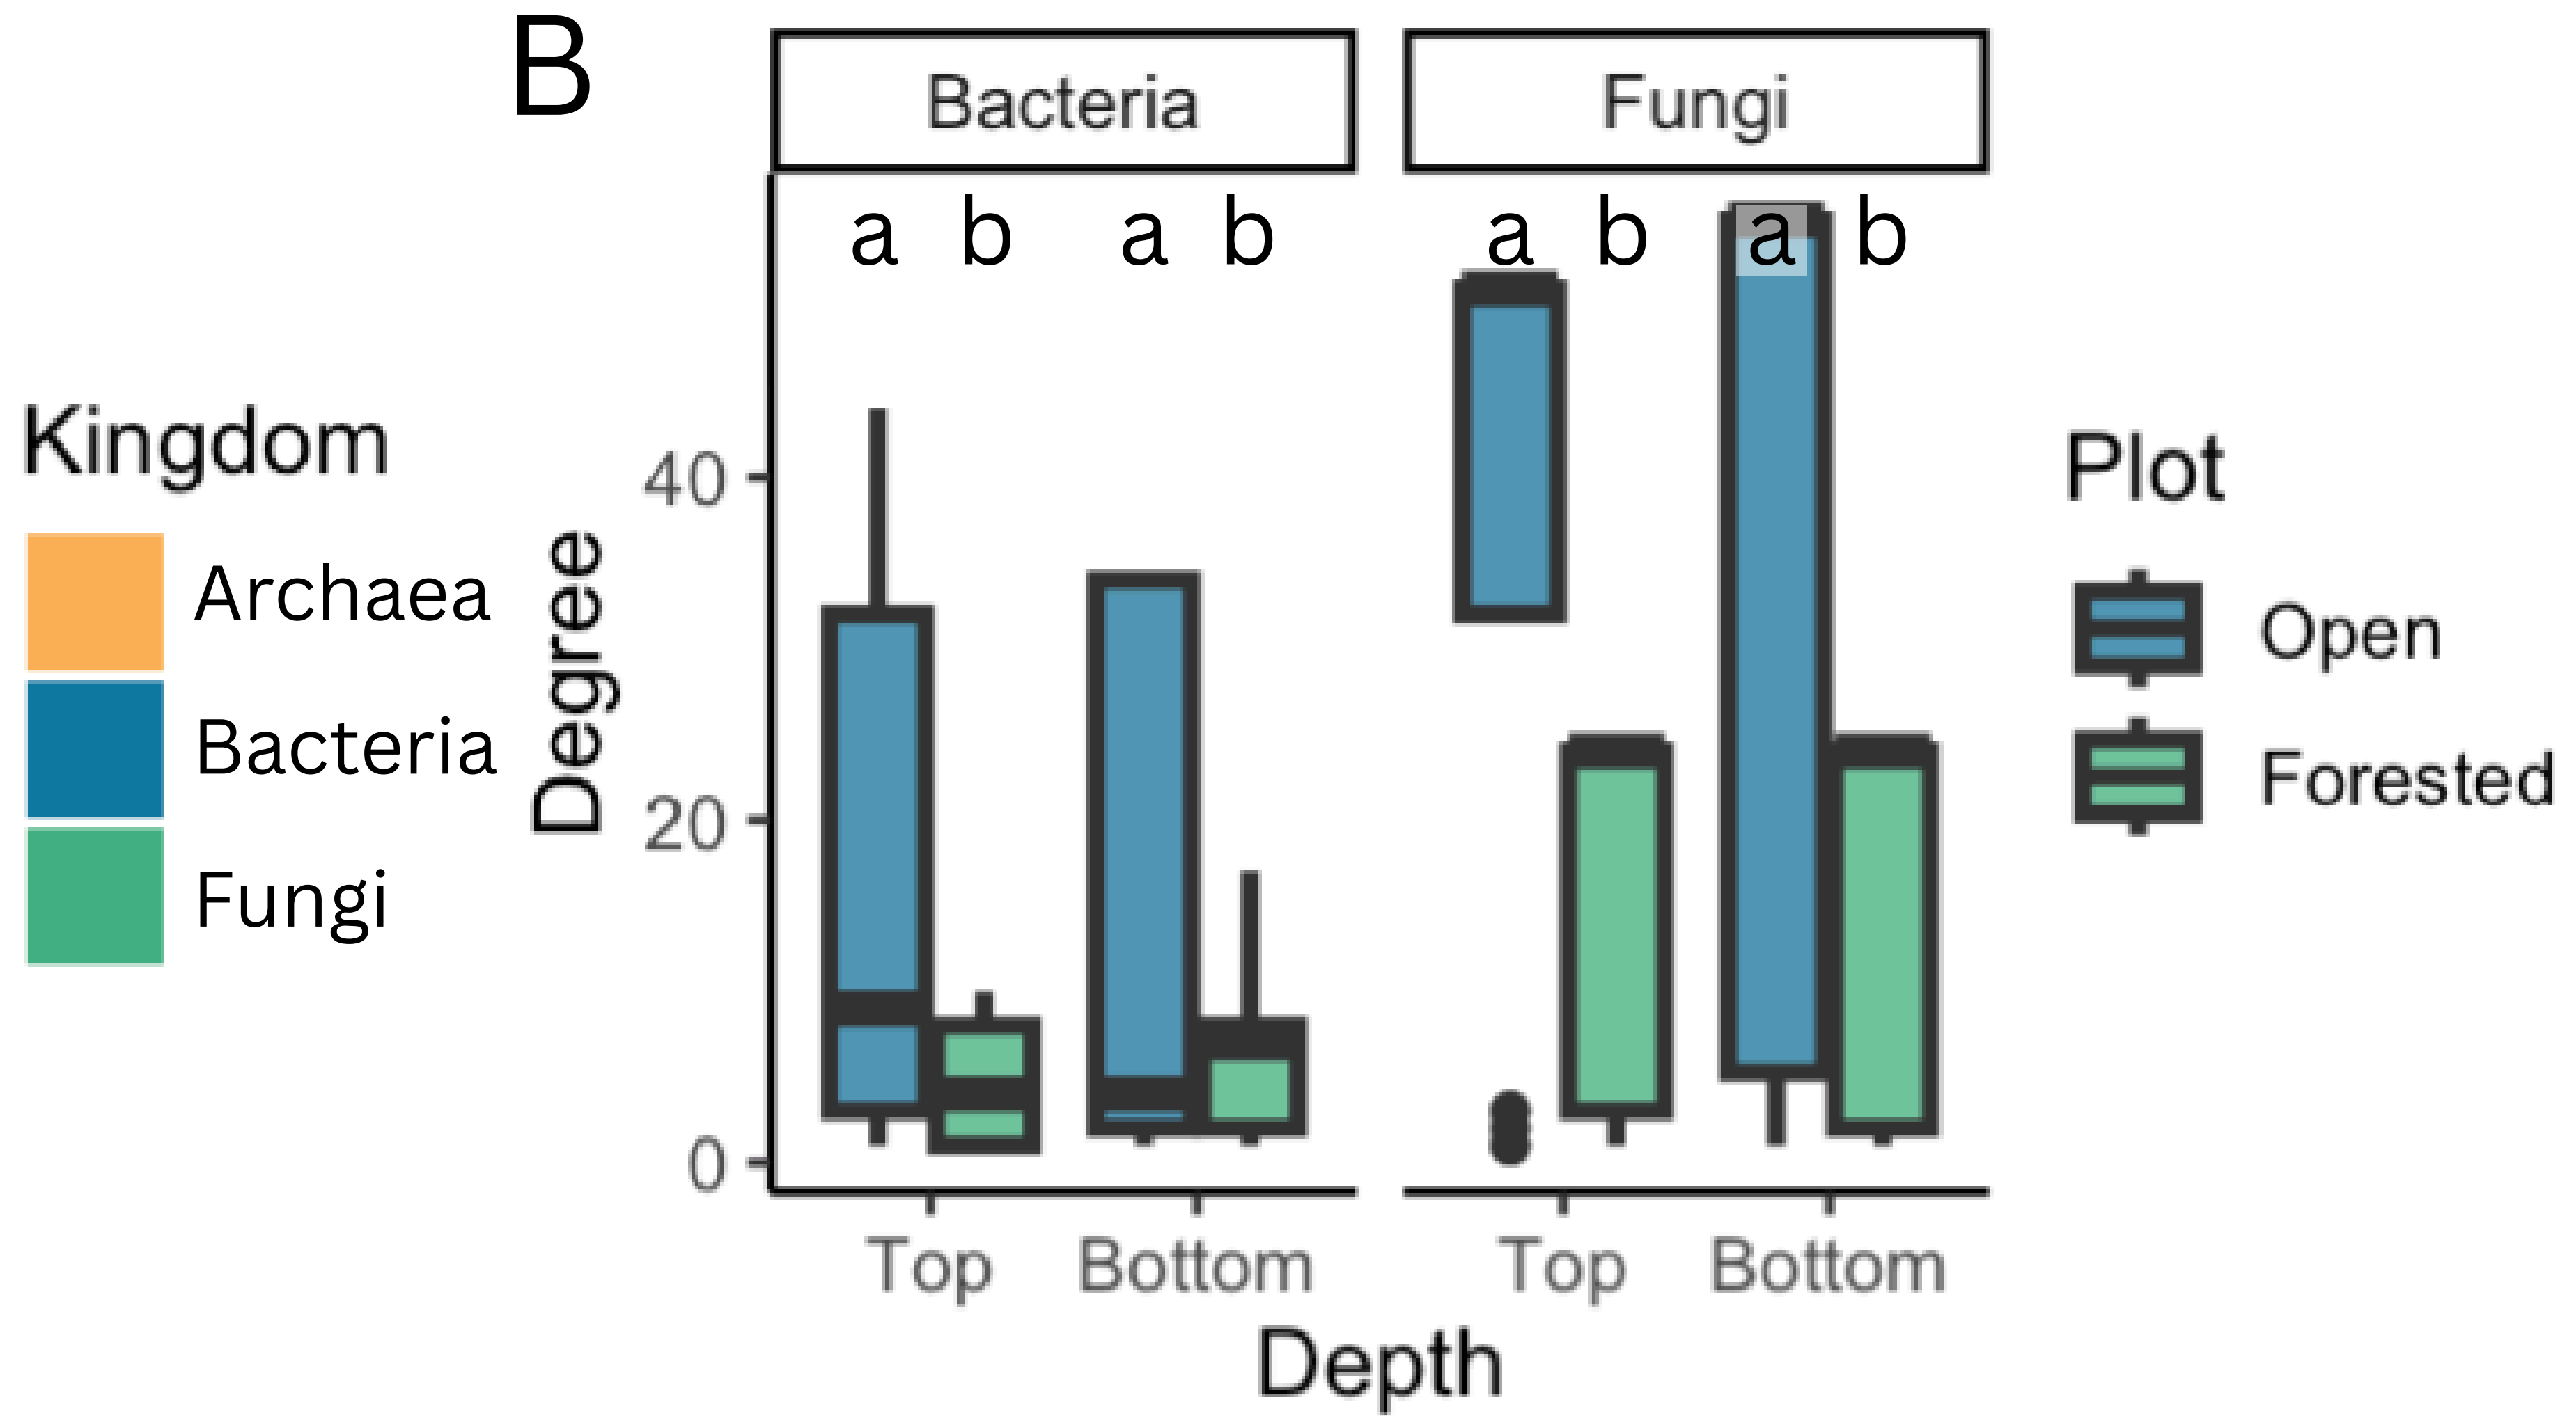 B
Bacteria
Fungi
a b a b
a b a b
Kingdom
Archaea
Bacteria
Fungi
Degree
40
20
0
Top
Bottom
Top
Bottom
Depth
Plot
Open
Forested